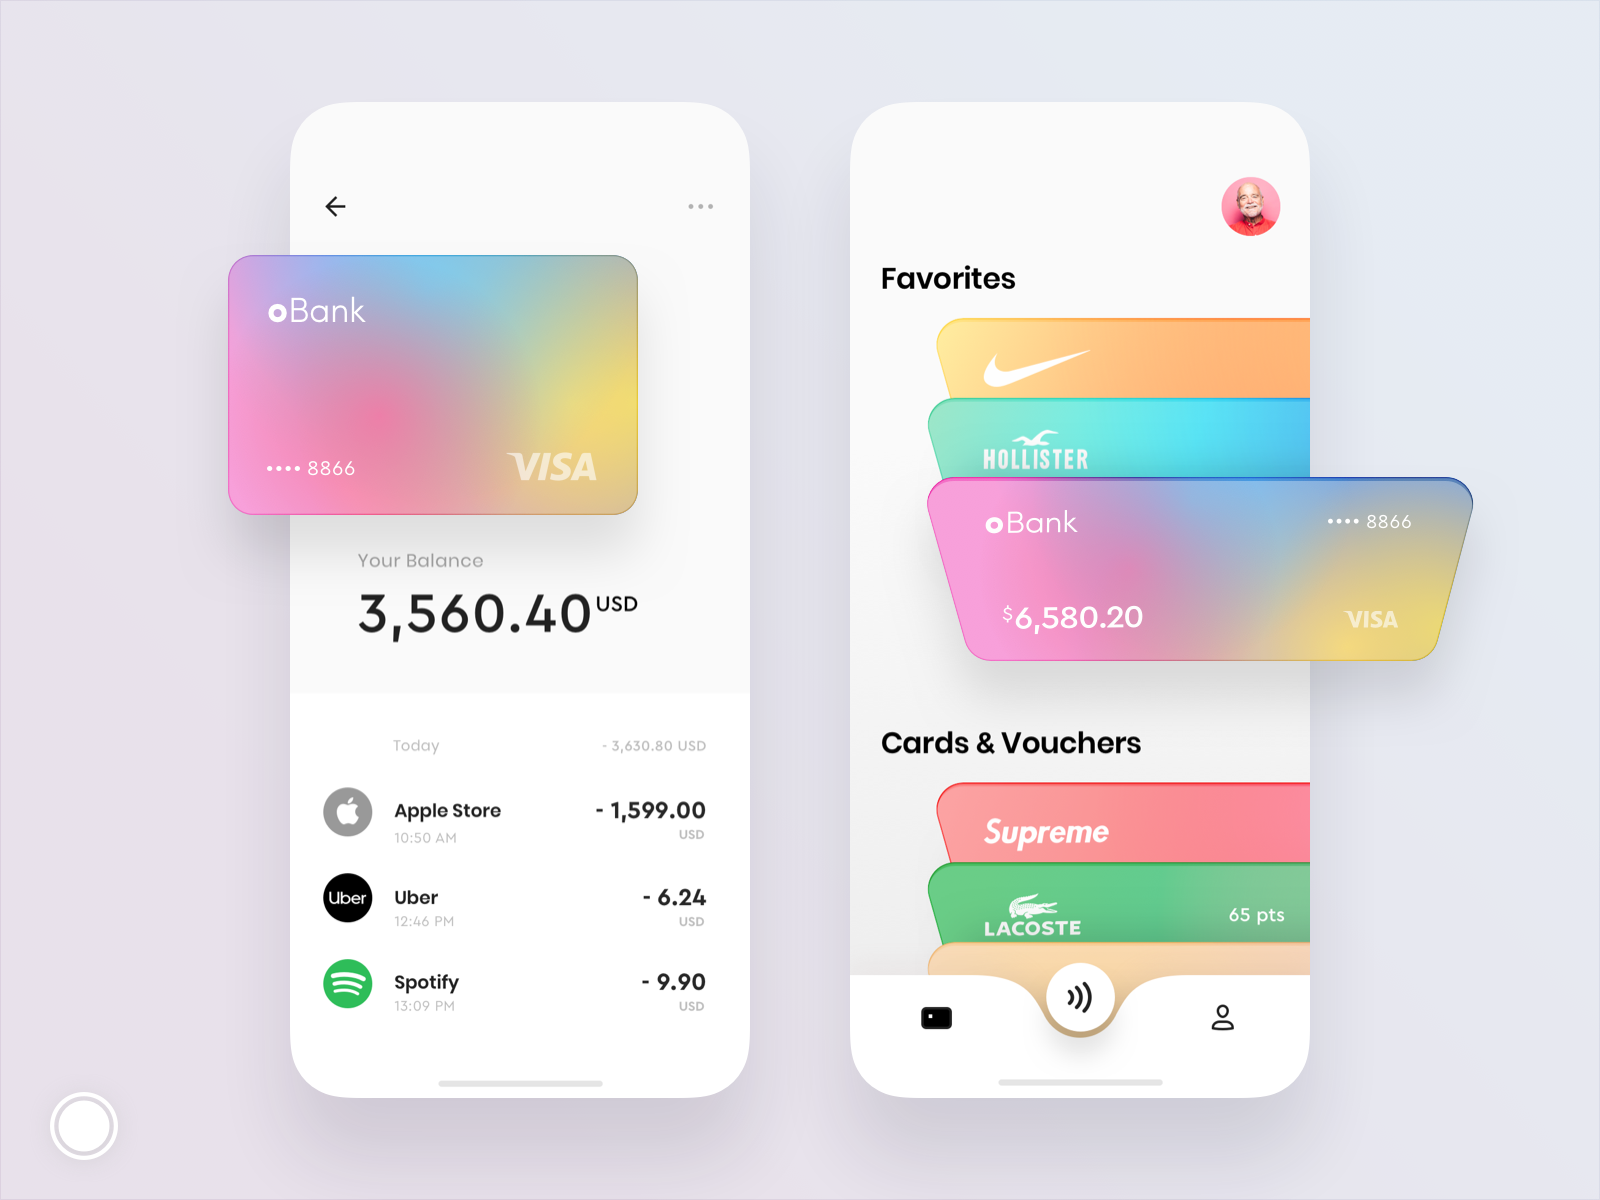 oBank
•••• 8866
VISA
Your Balance
3,560.40 USD
Today
- 3,630.80 USD
Apple Store
- 1,599.00
10:50 AM
USD
Uber
Uber
- 6.24
12:46 PM
USD
Spotify
- 9.90
13:09 PM
USD
Favorites
HOLLISTER
oBank
•••• 8866
$6,580.20
VISA
Cards & Vouchers
Supreme
LACOSTE
65 pts